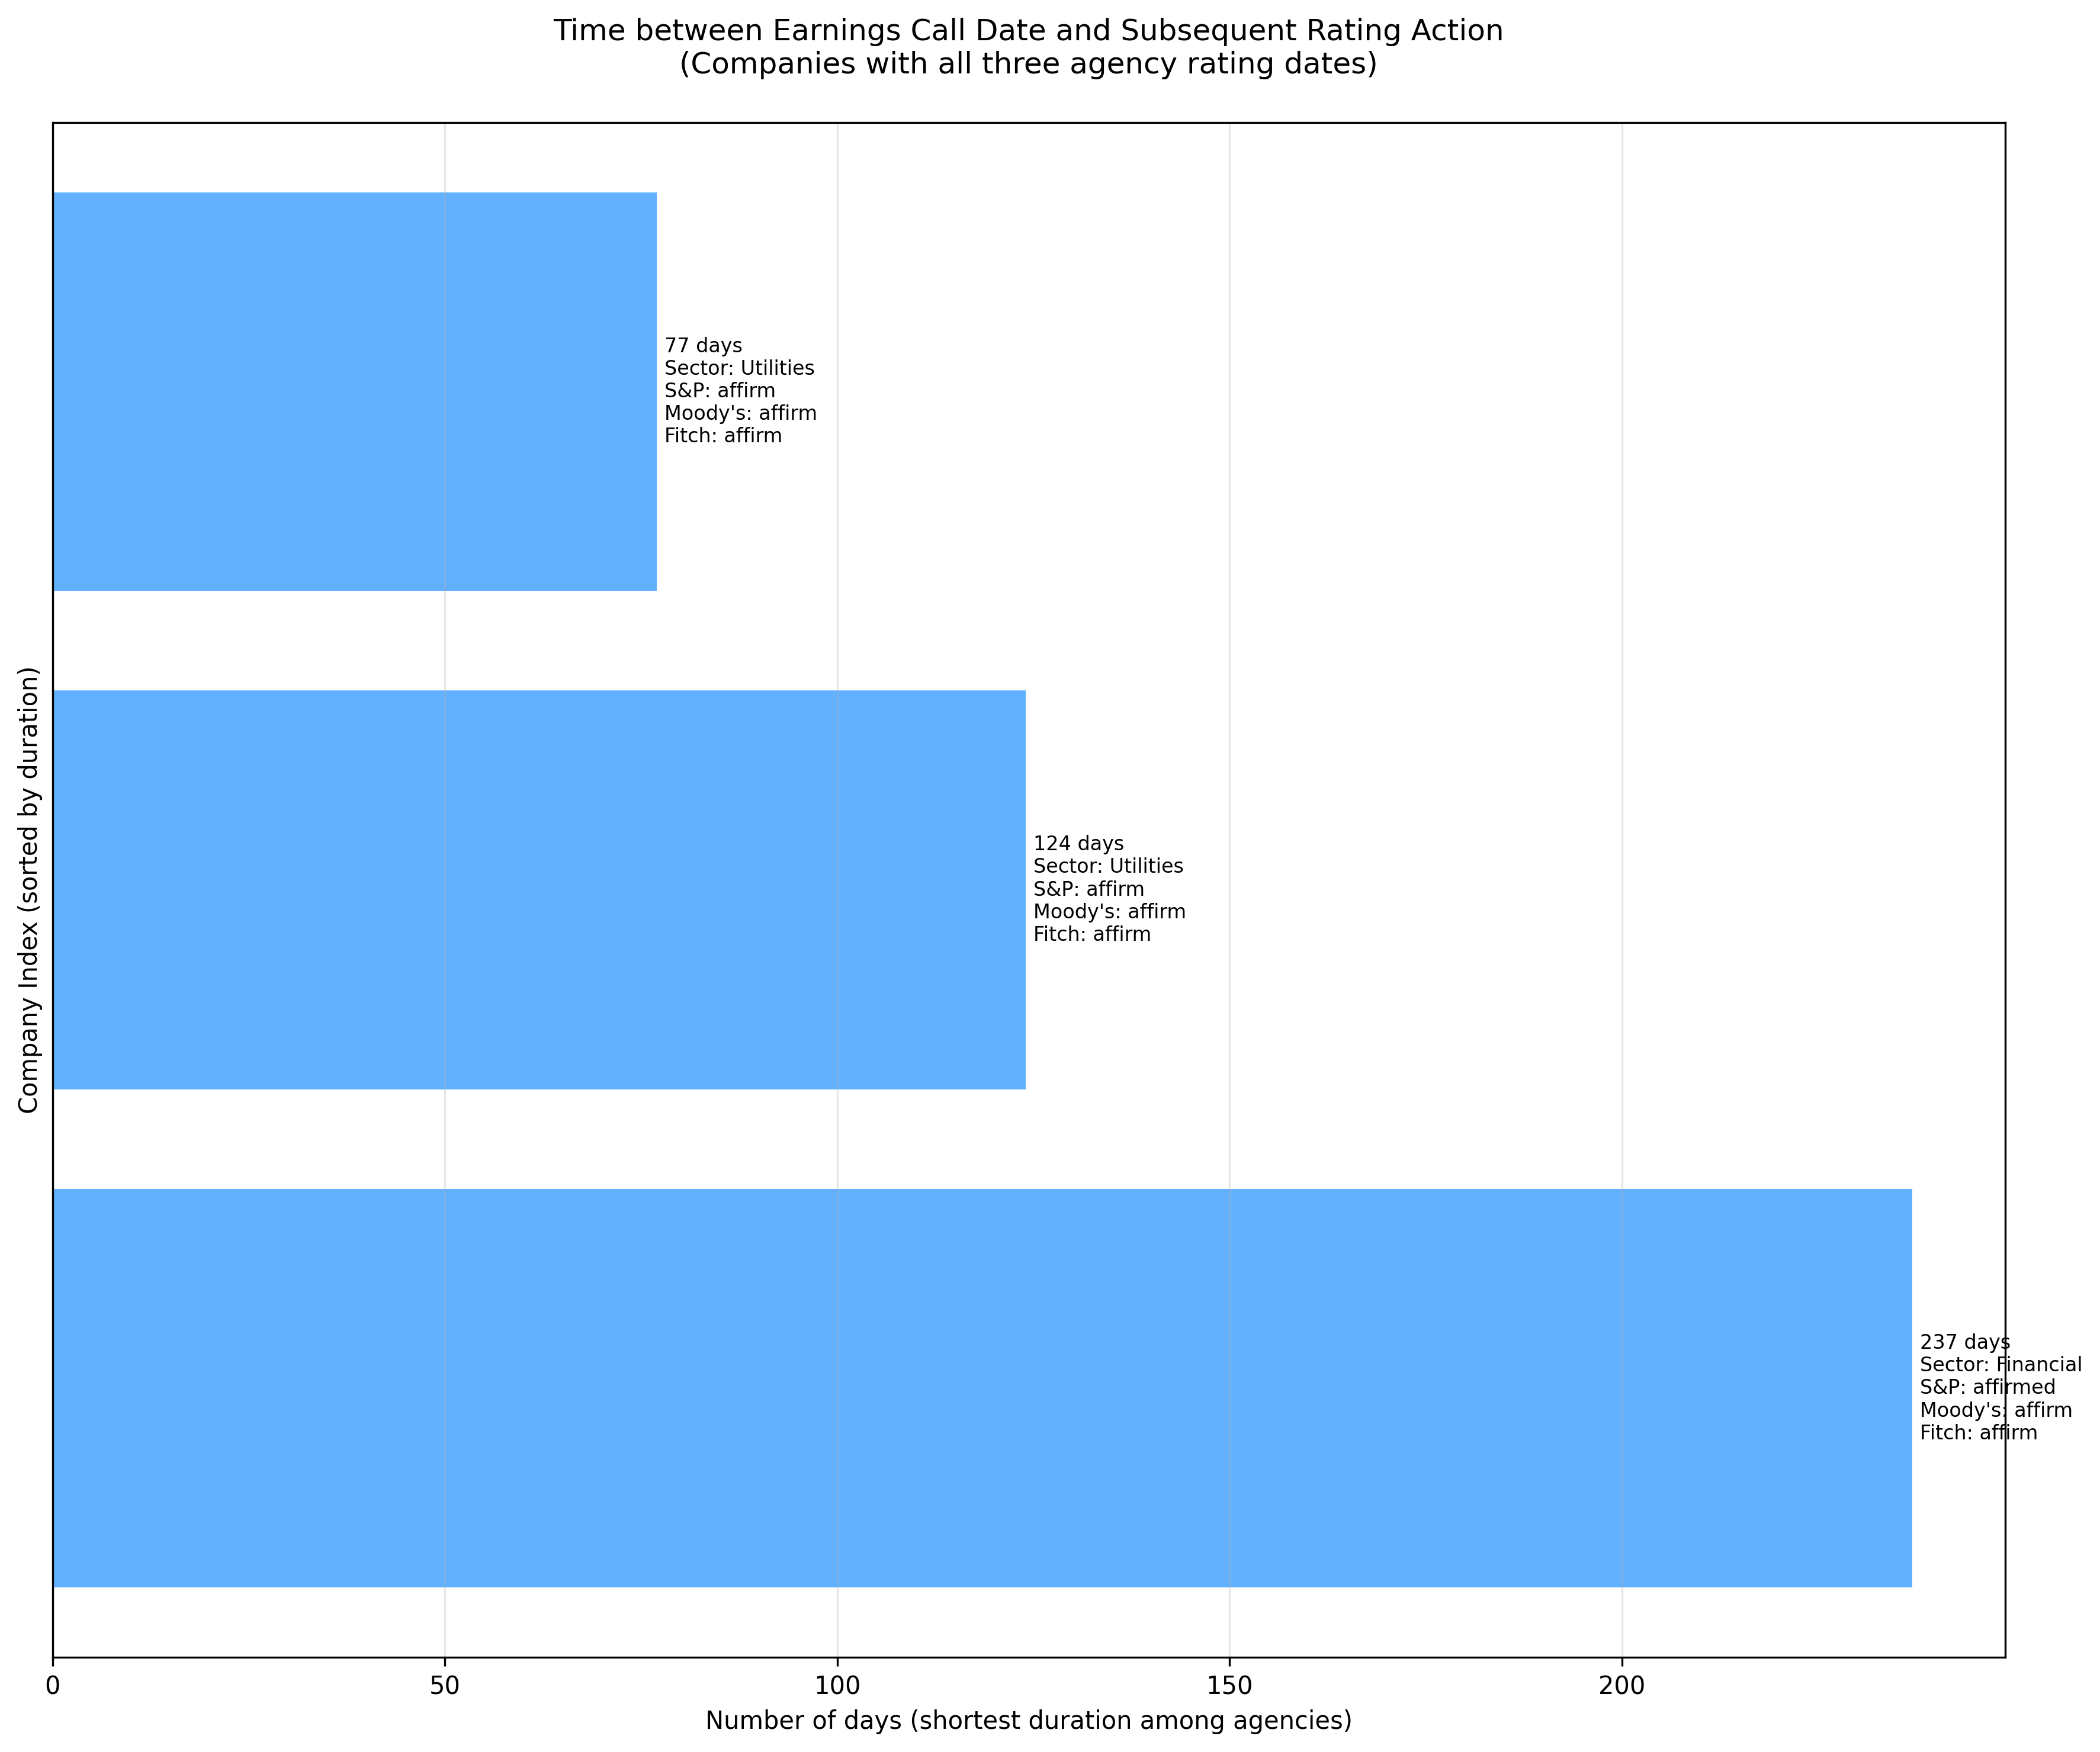 Time between Earnings Call Date and Subsequent Rating Action
(Companies with all three agency rating dates)
77 days
Sector: Utilities
S&P: affirm
Moody's: affirm
Fitch: affirm
124 days
Sector: Utilities
S&P: affirm
Moody's: affirm
Fitch: affirm
237 days
Sector: Financial
S&P: affirmed
Moody's: affirm
Fitch: affirm
Company Index (sorted by duration)
0 50 100 150 200
Number of days (shortest duration among agencies)